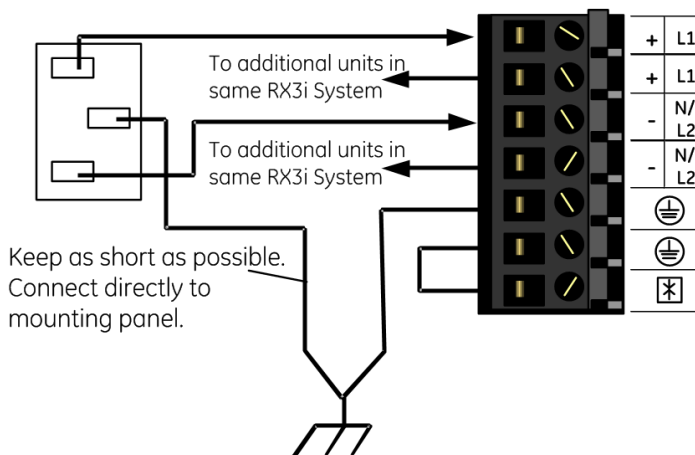 To additional units in
same RX3i System
To additional units in
same RX3i System
Keep as short as possible.
Connect directly to
mounting panel.
+ L1
+ L1
- N/
L2
- N/
L2